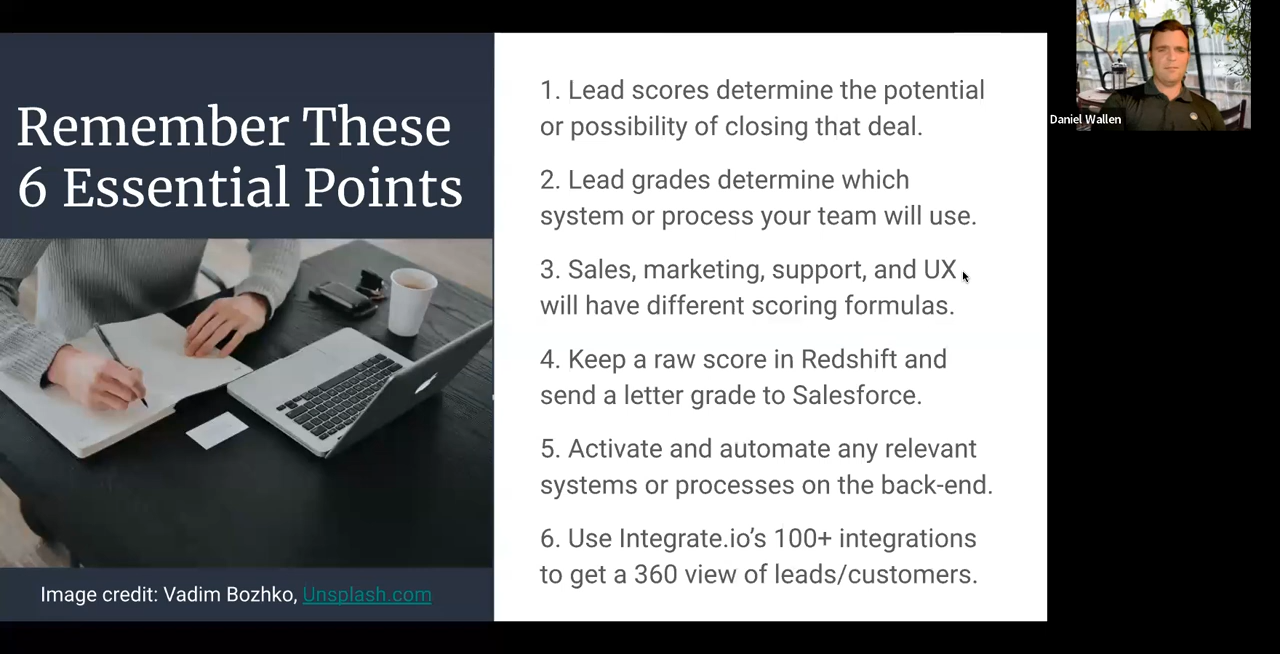 Remember These
6 Essential Points
Image credit: Vadim Bozhko, Unsplash.com
1. Lead scores determine the potential
or possibility of closing that deal.
2. Lead grades determine which
system or process your team will use.
3. Sales, marketing, support, and UX
will have different scoring formulas.
4. Keep a raw score in Redshift and
send a letter grade to Salesforce.
5. Activate and automate any relevant
systems or processes on the back-end.
6. Use Integrate.io’s 100+ integrations
to get a 360 view of leads/customers.
Daniel Wallen